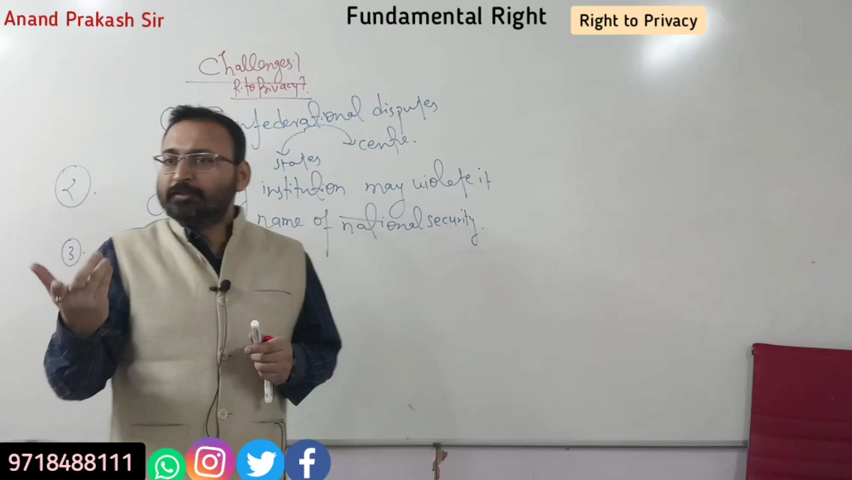 Anand Prakash Sir
Fundamental Right
Right to Privacy
Challenges?
R. to Privacy?
federational disputes
states centre.
2. institution may violate it
name of national security.
3.
9718488111